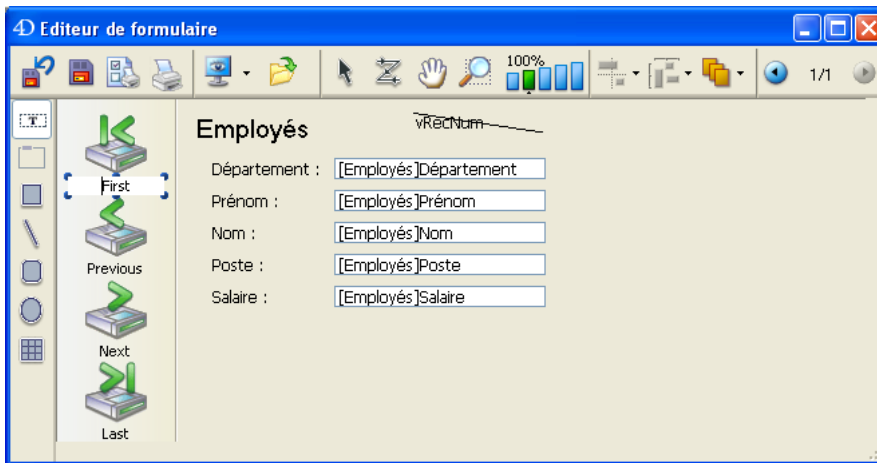 4D Editeur de formulaire
100%
1/1
T
First
Previous
Next
Last
Employés
vRecNum
Département : [Employés]Département
Prénom : [Employés]Prénom
Nom : [Employés]Nom
Poste : [Employés]Poste
Salaire : [Employés]Salaire